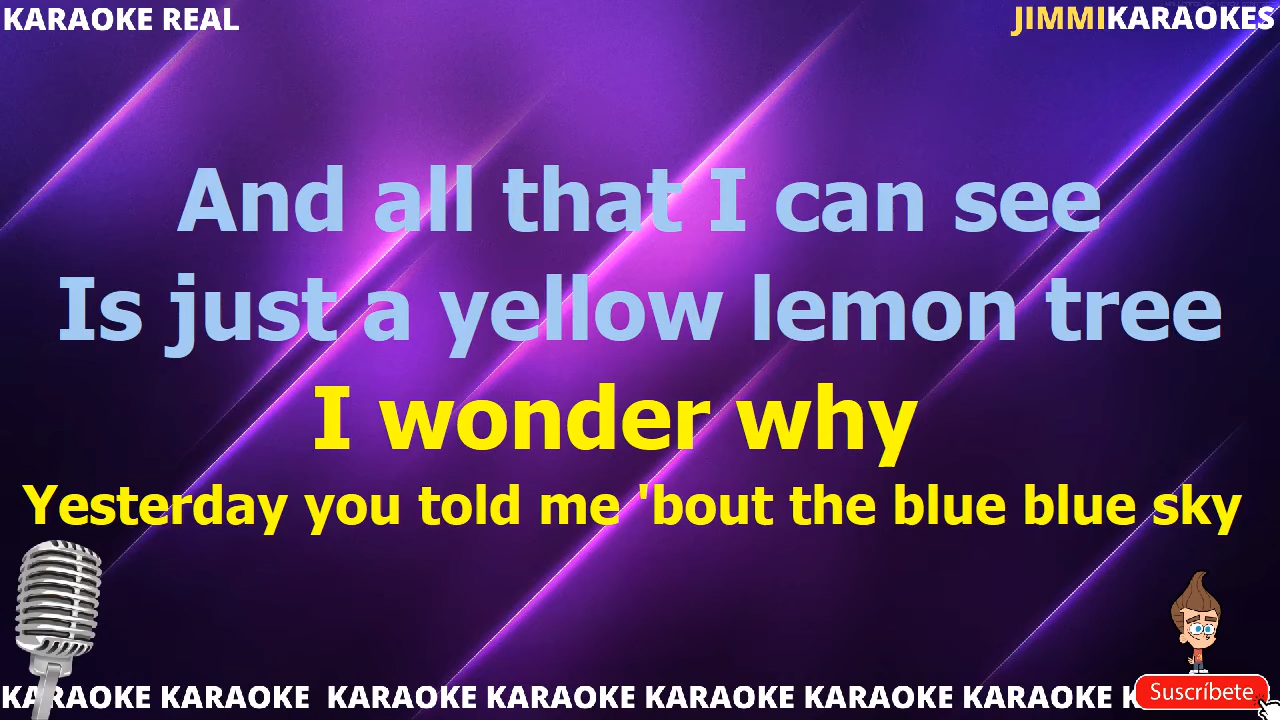 KARAOKE REAL
JIMMIKARAOKES
And all that I can see
Is just a yellow lemon tree
I wonder why
Yesterday you told me 'bout the blue blue sky
KARAOKE KARAOKE KARAOKE KARAOKE KARAOKE KARAOKE KARAOKE K
Suscríbete